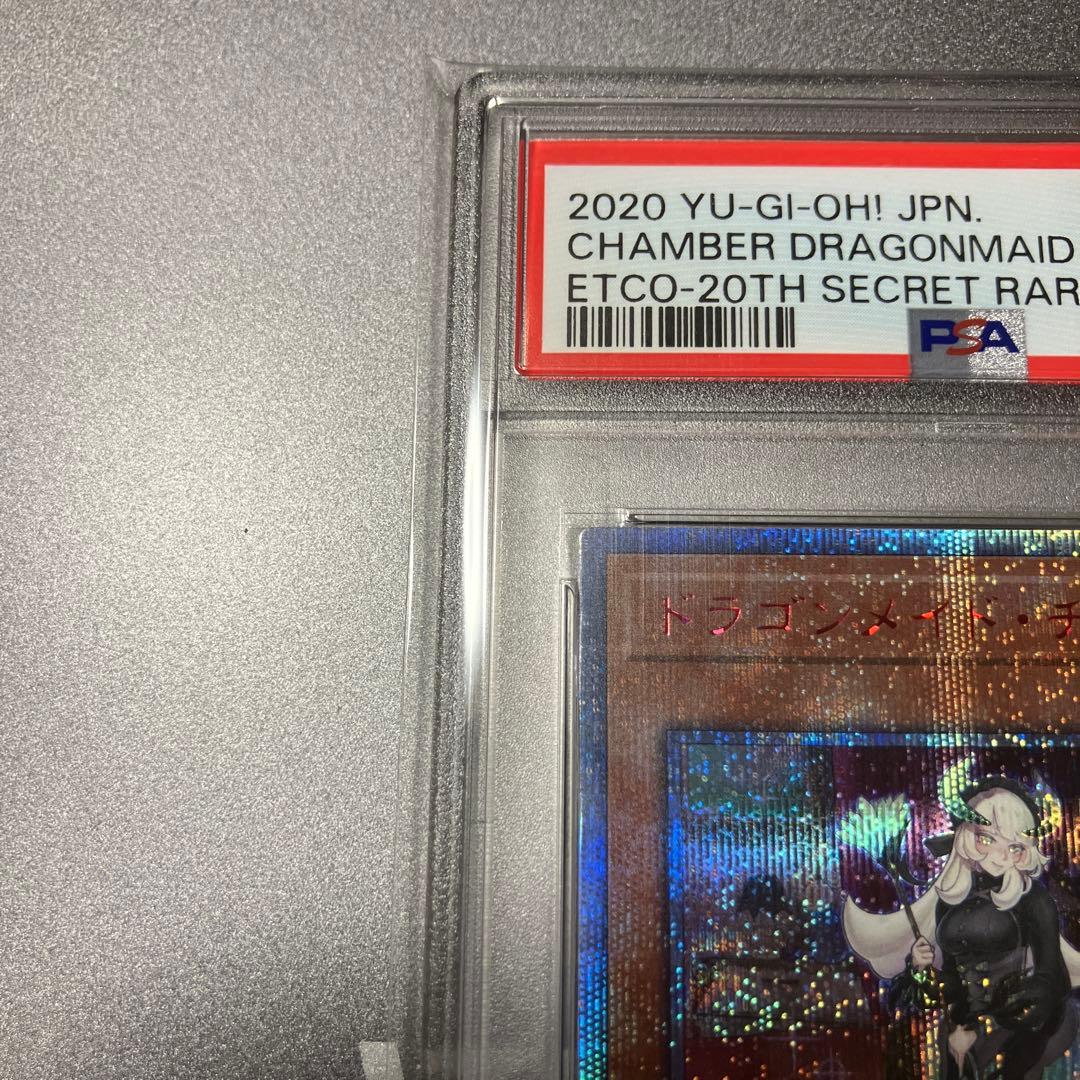 2020 YU-GI-OH! JPN.
CHAMBER DRAGONMAID
ETCO-20TH SECRET RAR
PSA
ドラゴンメイド・チ